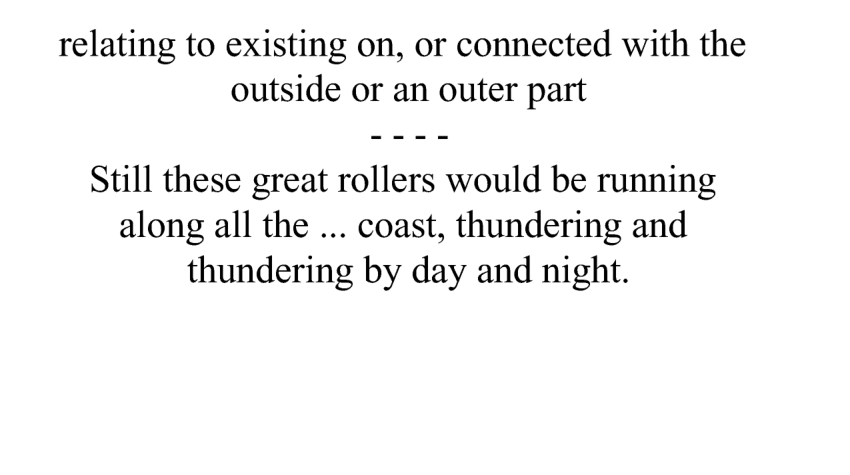 relating to existing on, or connected with the
outside or an outer part
- - - -
Still these great rollers would be running
along all the ... coast, thundering and
thundering by day and night.